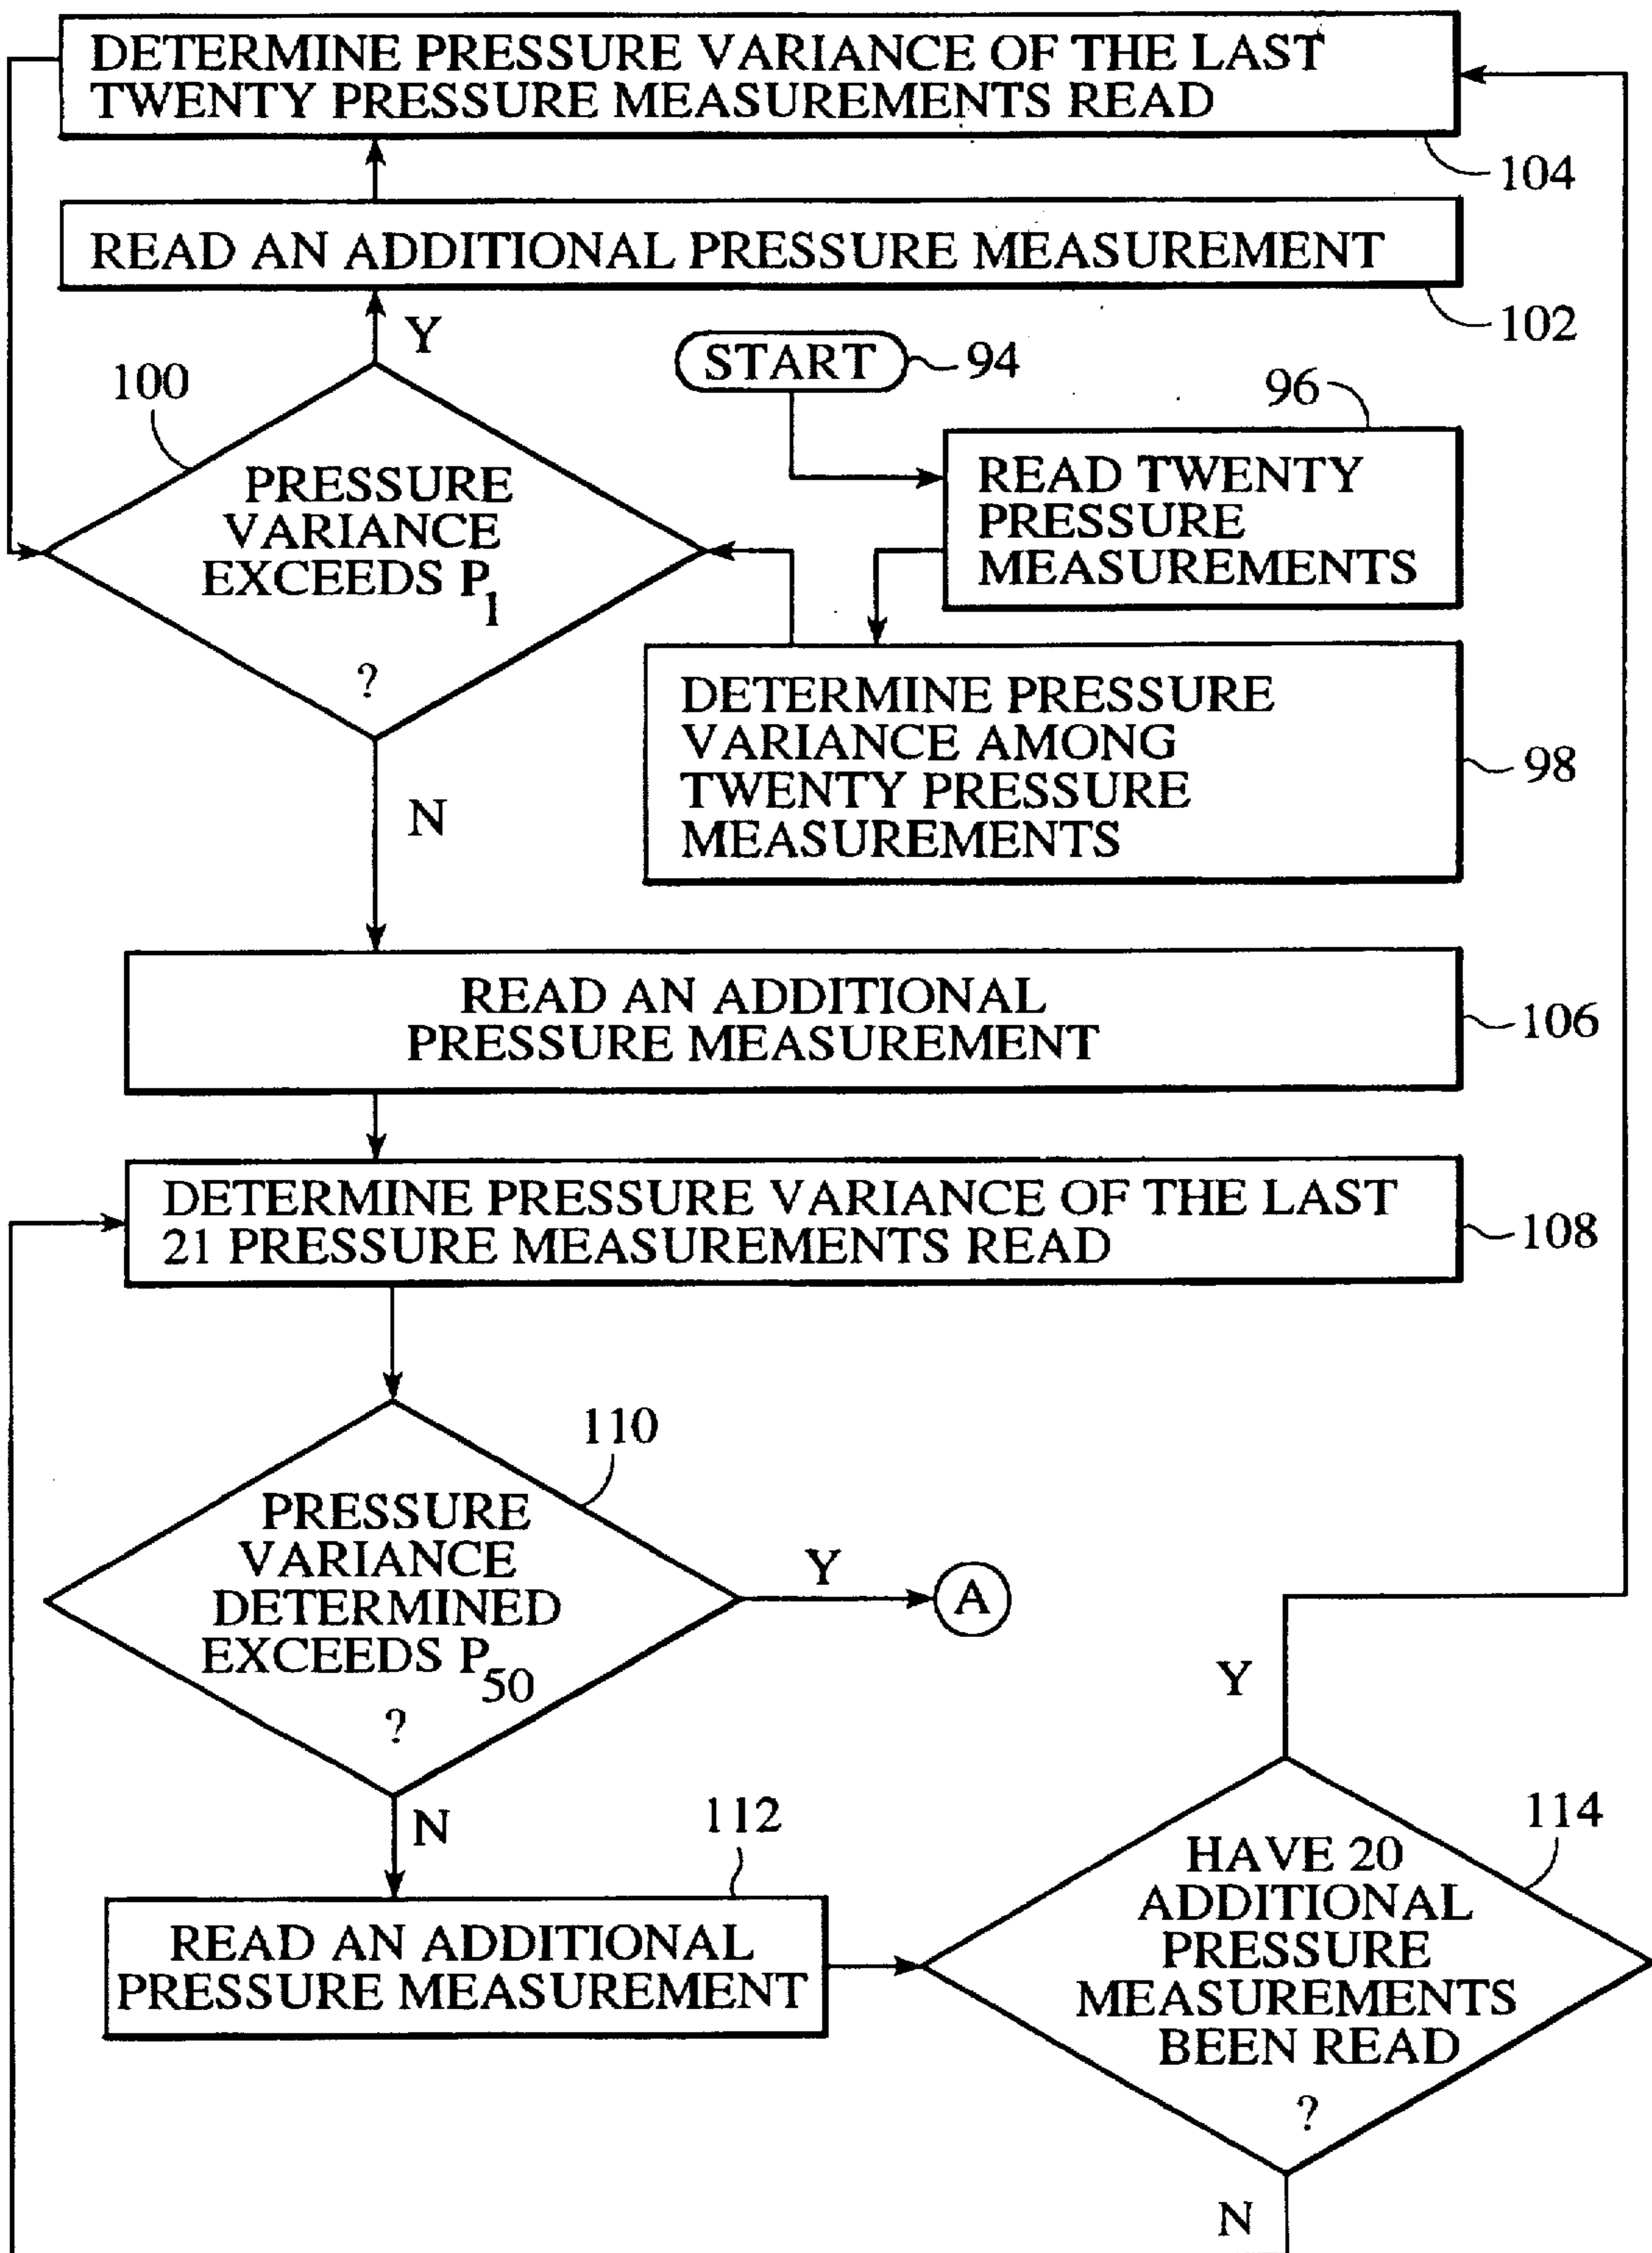 DETERMINE PRESSURE VARIANCE OF THE LAST
TWENTY PRESSURE MEASUREMENTS READ
104
READ AN ADDITIONAL PRESSURE MEASUREMENT
102
Y
START
94
100
96
PRESSURE
VARIANCE
EXCEEDS P1
?
READ TWENTY
PRESSURE
MEASUREMENTS
DETERMINE PRESSURE
VARIANCE AMONG
TWENTY PRESSURE
MEASUREMENTS
98
N
READ AN ADDITIONAL
PRESSURE MEASUREMENT
106
DETERMINE PRESSURE VARIANCE OF THE LAST
21 PRESSURE MEASUREMENTS READ
108
110
PRESSURE
VARIANCE
DETERMINED
EXCEEDS P50
?
Y
A
Y
N
112
114
READ AN ADDITIONAL
PRESSURE MEASUREMENT
HAVE 20
ADDITIONAL
PRESSURE
MEASUREMENTS
BEEN READ
?
N